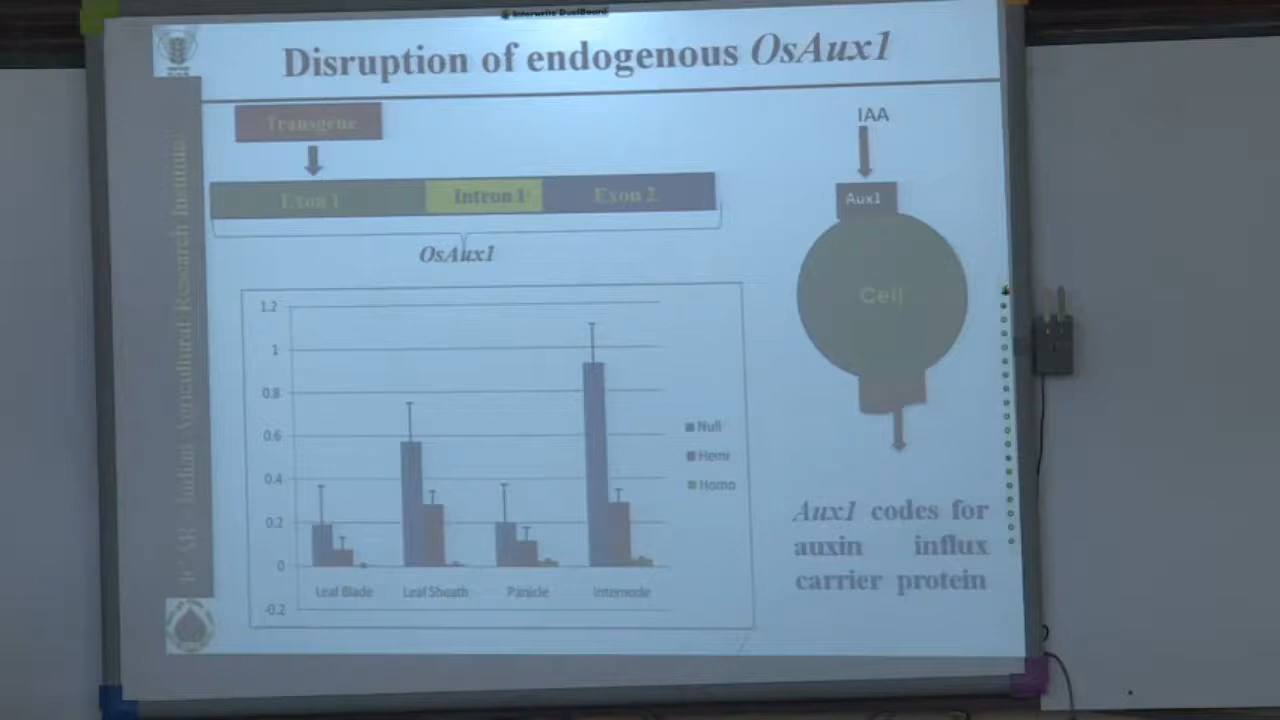 Interwrite DualBoard
Disruption of endogenous OsAux1
Transgene
Exon 1
Intron 1
Exon 2
OsAux1
IAA
Aux1
Cell
1.2
1
0.8
0.6
0.4
0.2
0
-0.2
Leaf Blade
Leaf Sheath
Panicle
Internode
Null
Hemi
Homo
Aux1 codes for
auxin influx
carrier protein
ICAR - Indian Agricultural Research Institute